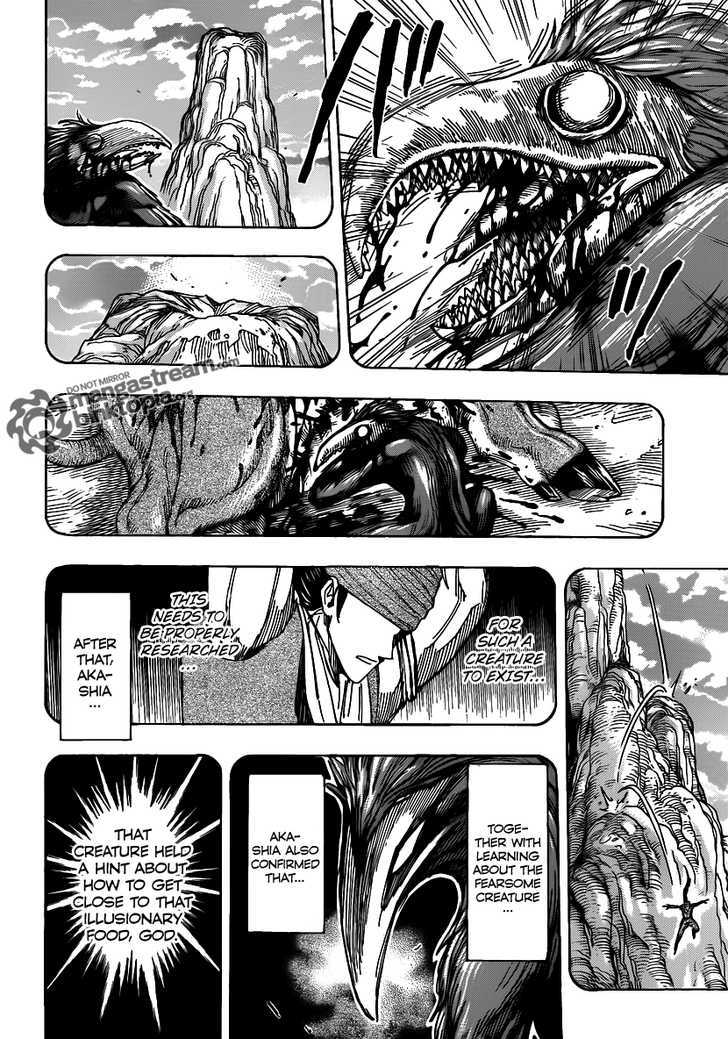 DO NOT MIRROR
mangastream.com
binktopia.org
FOR
SUCH A
CREATURE
TO EXIST...
THIS
NEEDS TO
BE PROPERLY
RESEARCHED
...
AFTER
THAT,
AKA-
SHIA
...
TOGE-
THER WITH
LEARNING
ABOUT THE
FEARSOME
CREATURE
...
AKA-
SHIA ALSO
CONFIRMED
THAT...
THAT
CREATURE HELD
A HINT ABOUT
HOW TO GET
CLOSE TO THAT
ILLUSIONARY
FOOD, GOD.